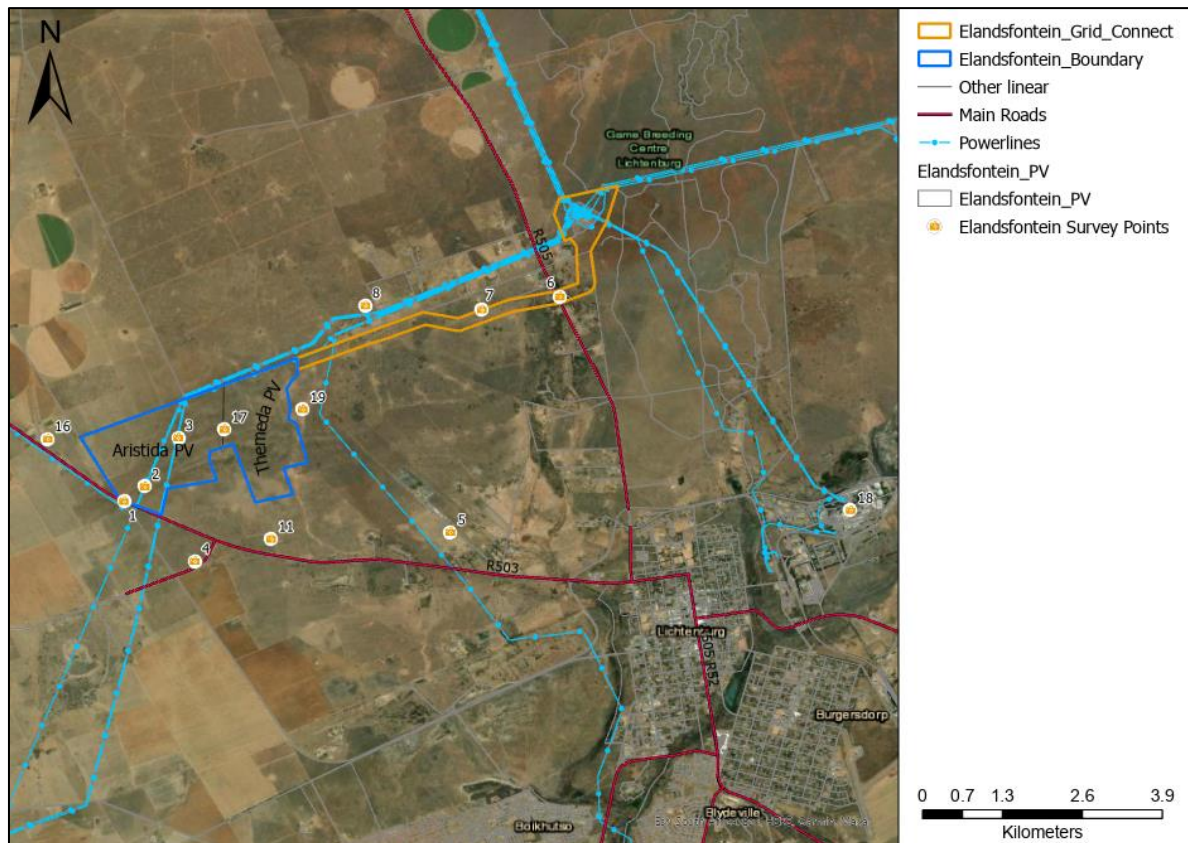 N
Game Breeding
Centre
Lichtenburg
R505
8
7
6
19
16
3
17
Aristida PV
Themeda PV
2
1
11
4
5
18
R503
Lichtenburg
R52
Burgersdorp
Blydeville
Boikhutso
Elandsfontein_Grid_Connect
Elandsfontein_Boundary
Other linear
Main Roads
Powerlines
Elandsfontein_PV
Elandsfontein_PV
Elandsfontein Survey Points
0 0.7 1.3 2.6 3.9
Kilometers